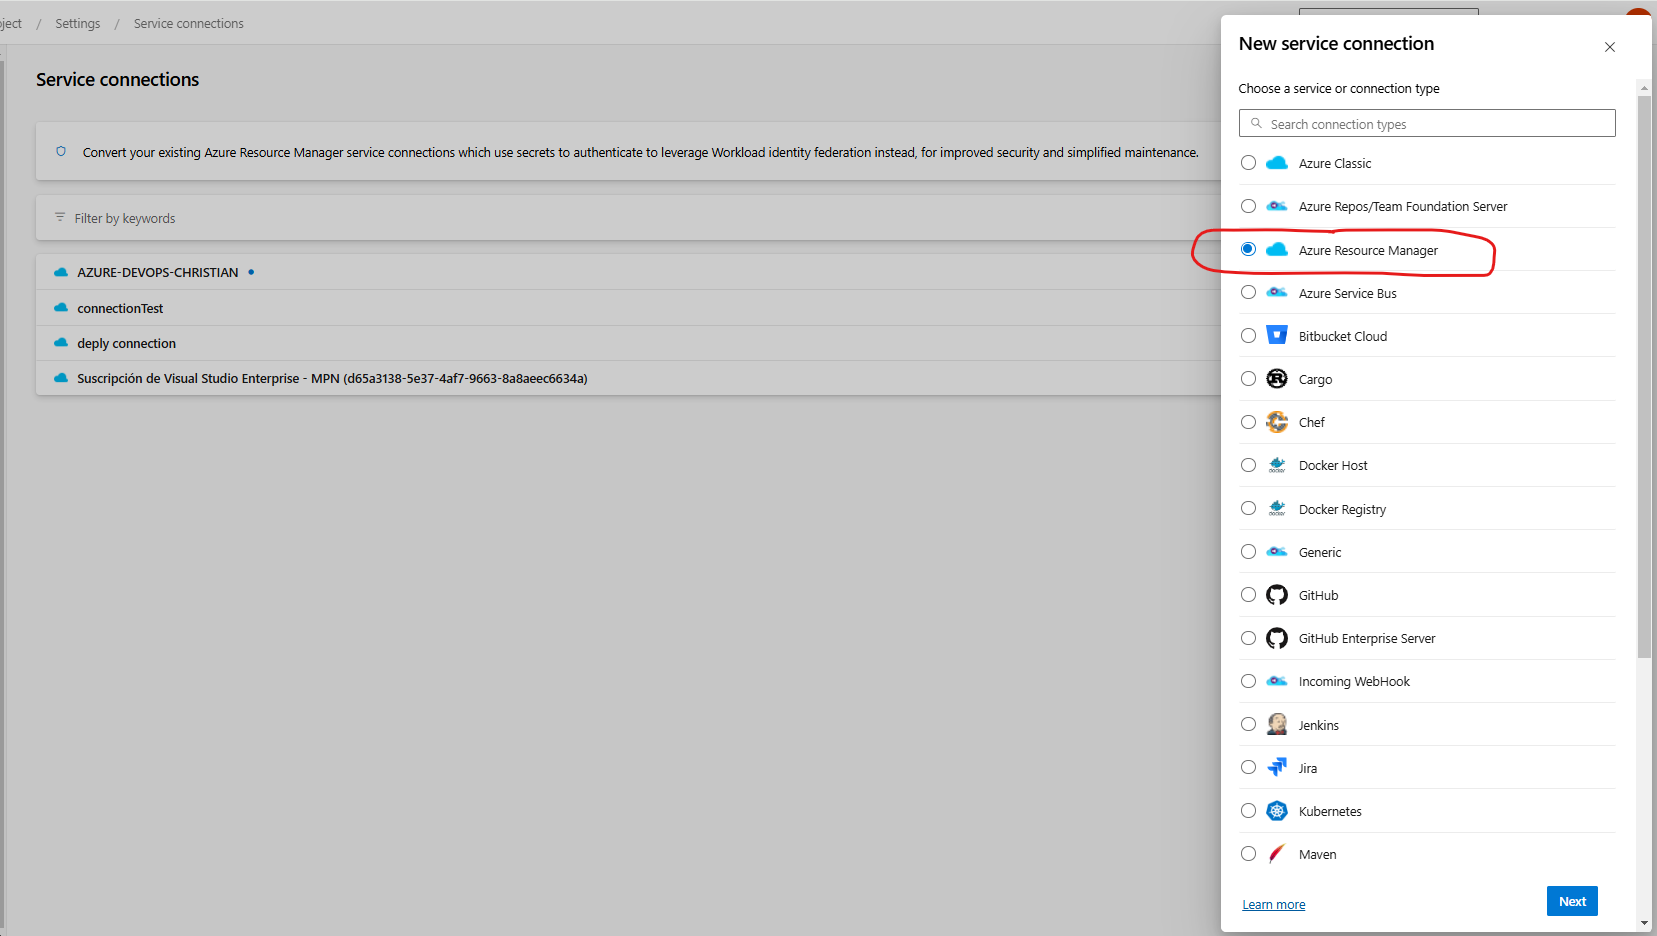 ject / Settings / Service connections
Service connections
Convert your existing Azure Resource Manager service connections which use secrets to authenticate to leverage Workload identity federation instead, for improved security and simplified maintenance.
Filter by keywords
AZURE-DEVOPS-CHRISTIAN
connectionTest
deply connection
Suscripción de Visual Studio Enterprise - MPN (d65a3138-5e37-4af7-9663-8a8aeec6634a)
New service connection
Choose a service or connection type
Search connection types
Azure Classic
Azure Repos/Team Foundation Server
Azure Resource Manager
Azure Service Bus
Bitbucket Cloud
Cargo
Chef
Docker Host
Docker Registry
Generic
GitHub
GitHub Enterprise Server
Incoming WebHook
Jenkins
Jira
Kubernetes
Maven
Learn more
Next